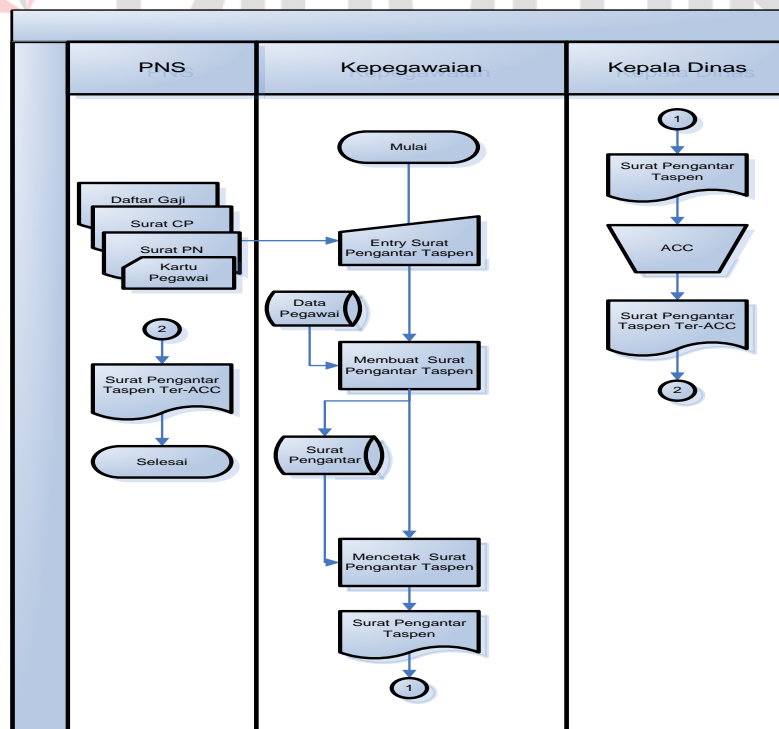 PNS
Kepegawaian
Kepala Dinas
Daftar Gaji
Surat CP
Surat PN
Kartu
Pegawai
2
Surat Pengantar
Taspen Ter-ACC
Selesai
Mulai
Entry Surat
Pengantar Taspen
Data
Pegawai
Membuat Surat
Pengantar Taspen
Surat
Pengantar
Mencetak Surat
Pengantar Taspen
Surat Pengantar
Taspen
1
1
Surat Pengantar
Taspen
ACC
Surat Pengantar
Taspen Ter-ACC
2